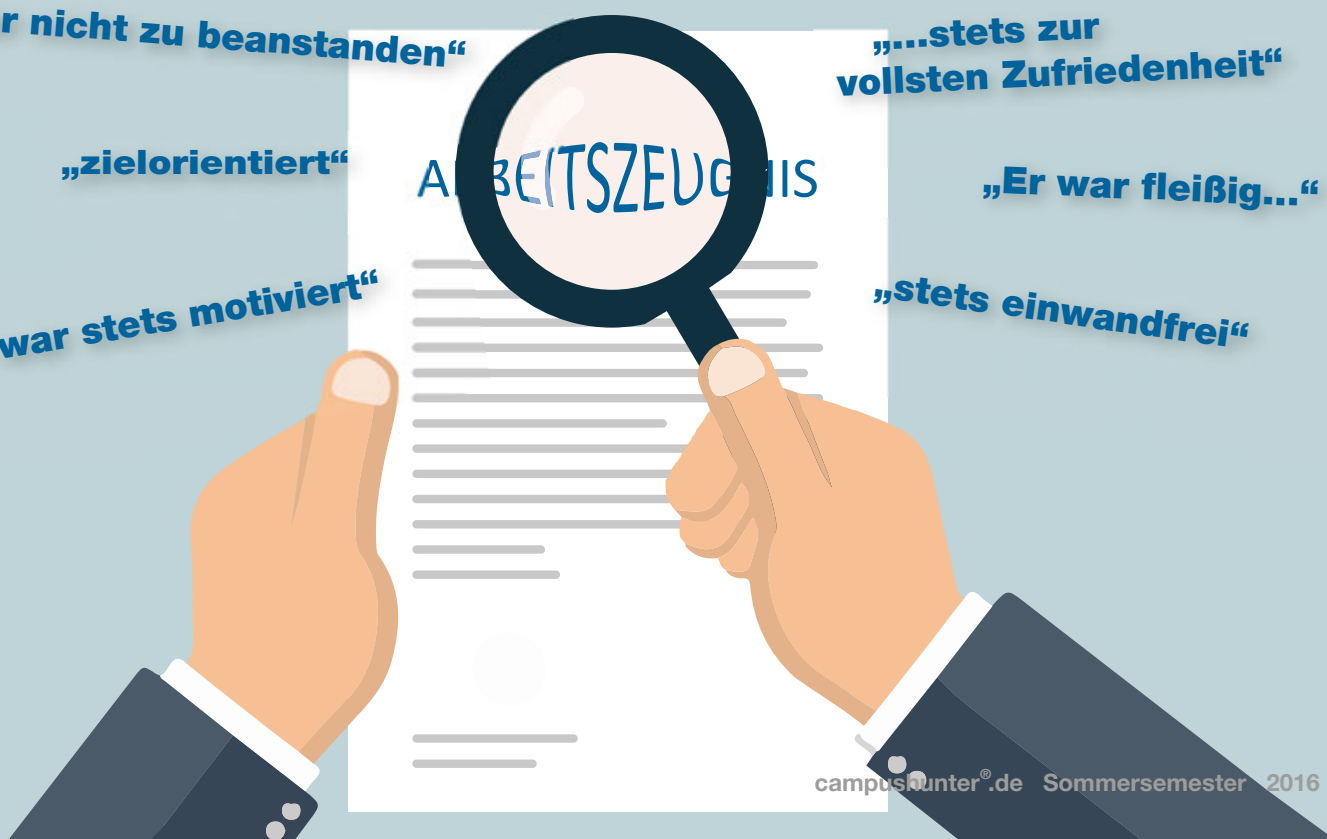 r nicht zu beanstanden“
„...stets zur
vollsten Zufriedenheit“
„zielorientiert“
ARBEITSZEUGNIS
„Er war fleißig...“
war stets motiviert“
„stets einwandfrei“
campushunter®.de Sommersemester 2016